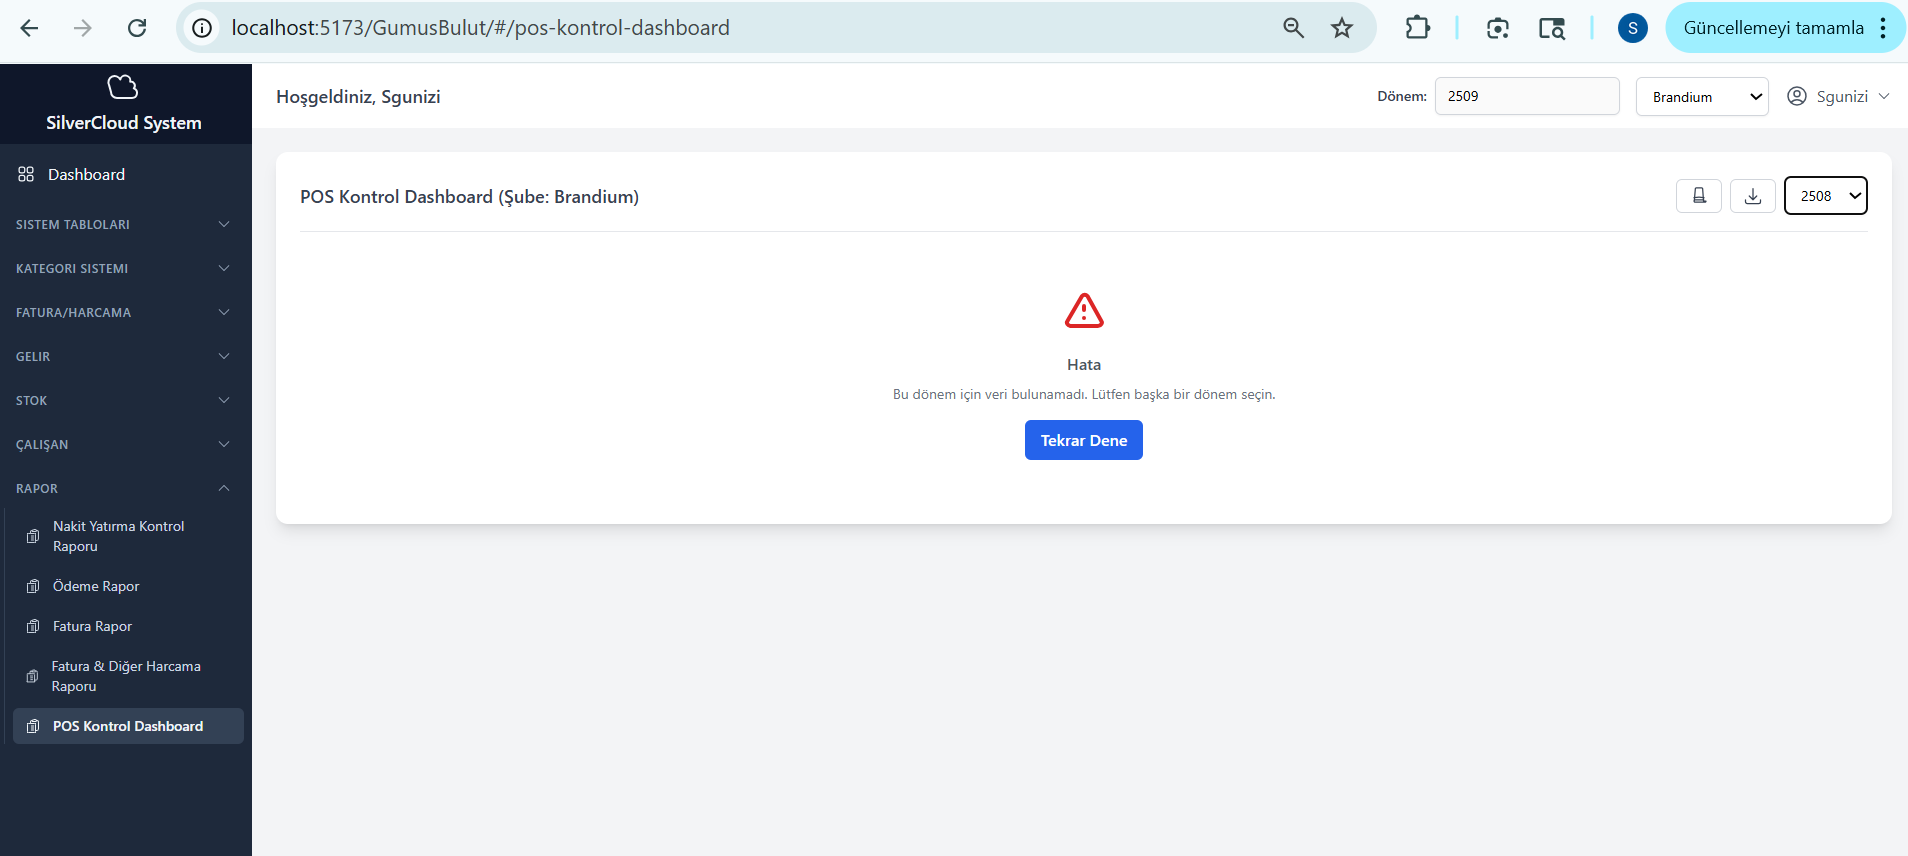 localhost:5173/GumusBulut/#/pos-kontrol-dashboard
S
Güncellemeyi tamamla
SilverCloud System
Hoşgeldiniz, Sgunizi
Dönem:
2509
Brandium
Sgunizi
Dashboard
SISTEM TABLOLARI
KATEGORI SISTEMI
FATURA/HARCAMA
GELIR
STOK
ÇALIŞAN
RAPOR
Nakit Yatırma Kontrol
Raporu
Ödeme Rapor
Fatura Rapor
Fatura & Diğer Harcama
Raporu
POS Kontrol Dashboard
POS Kontrol Dashboard (Şube: Brandium)
2508
Hata
Bu dönem için veri bulunamadı. Lütfen başka bir dönem seçin.
Tekrar Dene